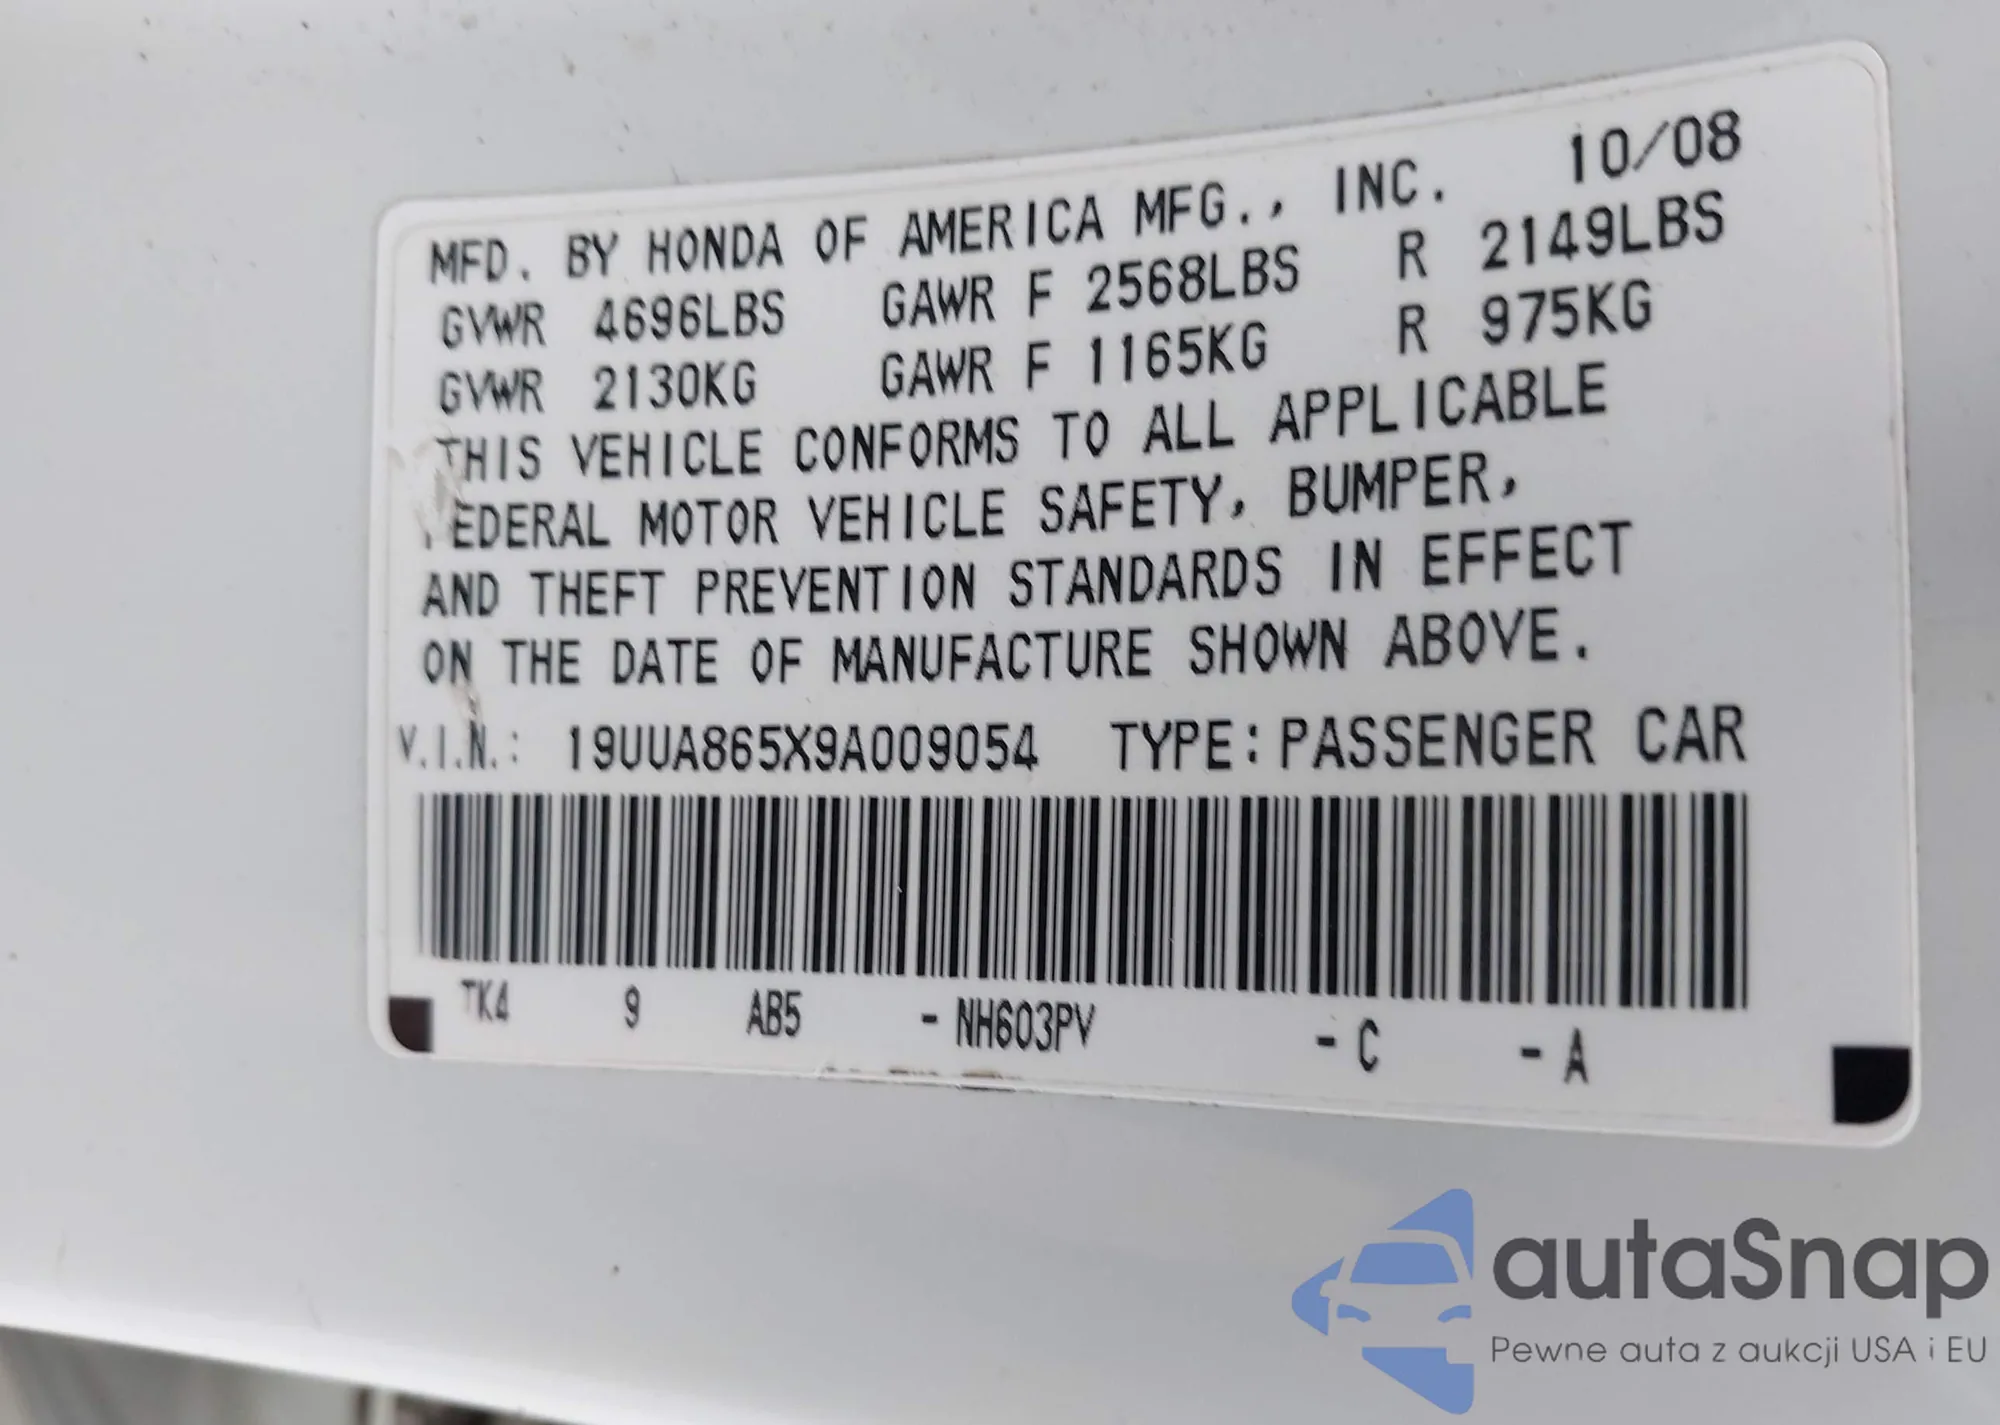 MFD. BY HONDA OF AMERICA MFG., INC. 10/08
GVWR 4696LBS GAWR F 2568LBS R 2149LBS
GVWR 2130KG GAWR F 1165KG R 975KG
THIS VEHICLE CONFORMS TO ALL APPLICABLE
FEDERAL MOTOR VEHICLE SAFETY, BUMPER,
AND THEFT PREVENTION STANDARDS IN EFFECT
ON THE DATE OF MANUFACTURE SHOWN ABOVE.
V.I.N.: 19UUA865X9A009054 TYPE: PASSENGER CAR
TK4 9 AB5 - NH603PV - C - A
autaSnap
Pewne auta z aukcji USA i EU